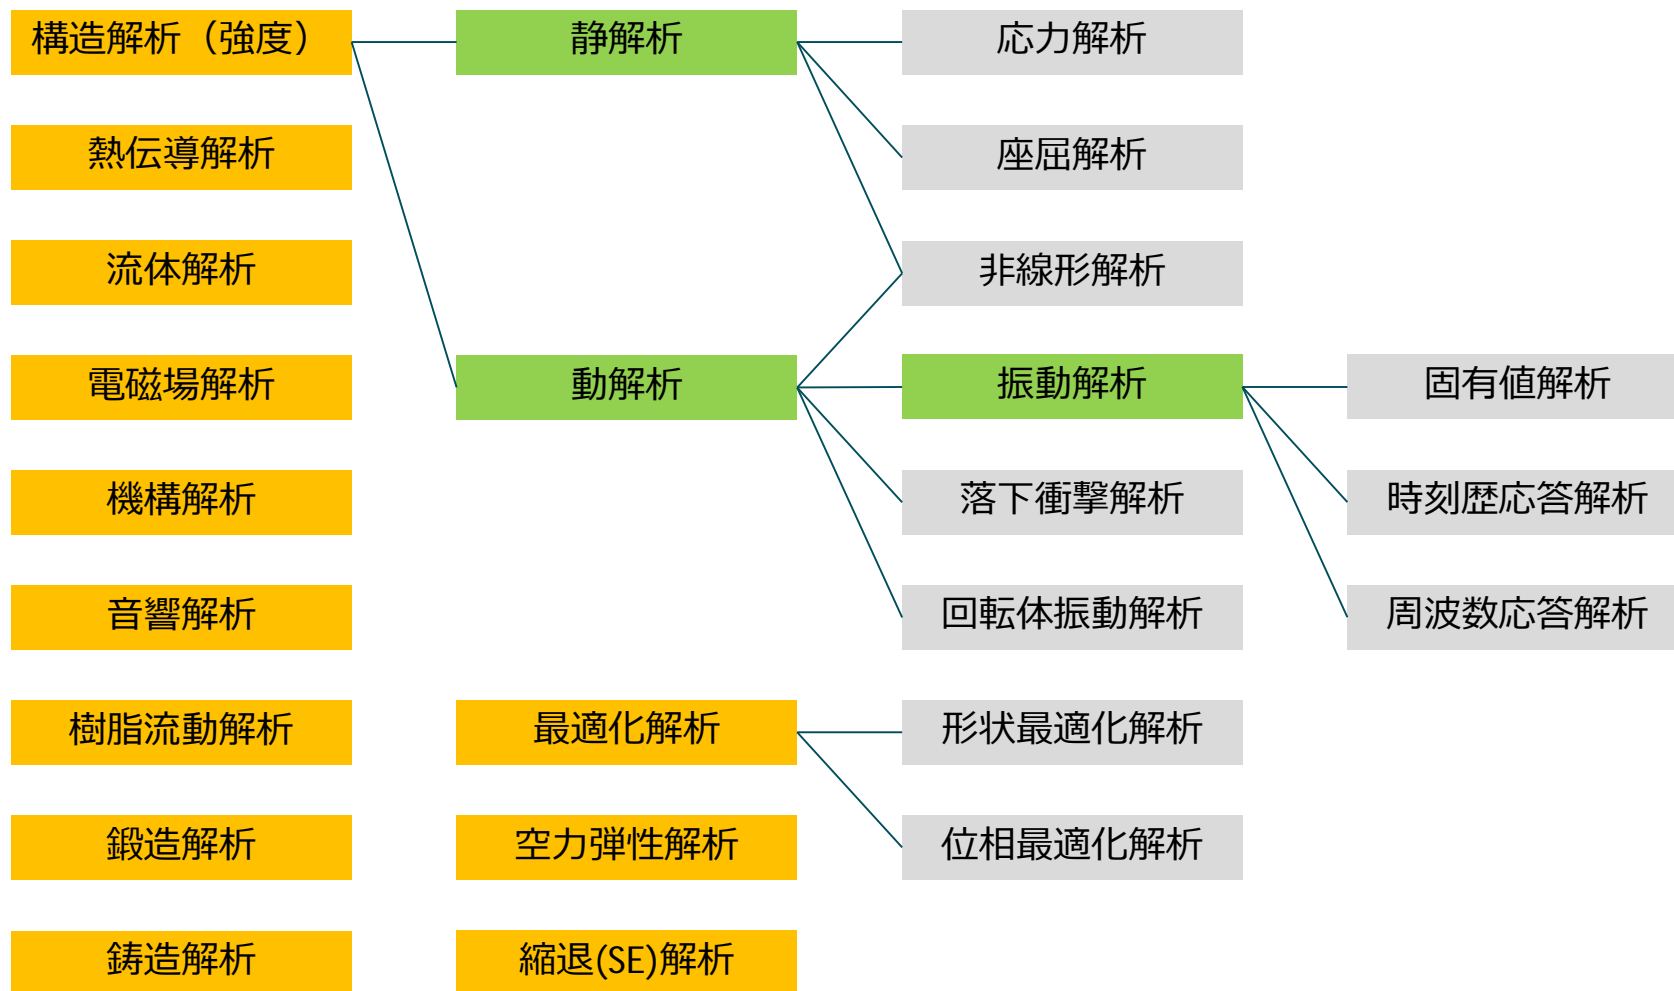 構造解析（強度）
静解析
応力解析
熱伝導解析
座屈解析
流体解析
非線形解析
電磁場解析
動解析
振動解析
固有値解析
機構解析
落下衝撃解析
時刻歴応答解析
音響解析
回転体振動解析
周波数応答解析
樹脂流動解析
最適化解析
形状最適化解析
鍛造解析
空力弾性解析
位相最適化解析
鋳造解析
縮退(SE)解析